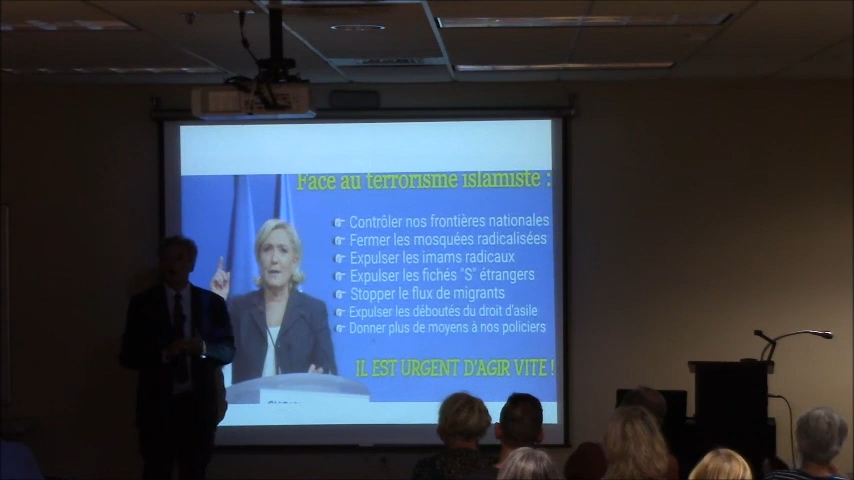 Face au terrorisme islamiste :
Contrôler nos frontières nationales
Fermer les mosquées radicalisées
Expulser les imams radicaux
Expulser les fichés "S" étrangers
Stopper le flux de migrants
Expulser les déboutés du droit d'asile
Donner plus de moyens à nos policiers
IL EST URGENT D'AGIR VITE !